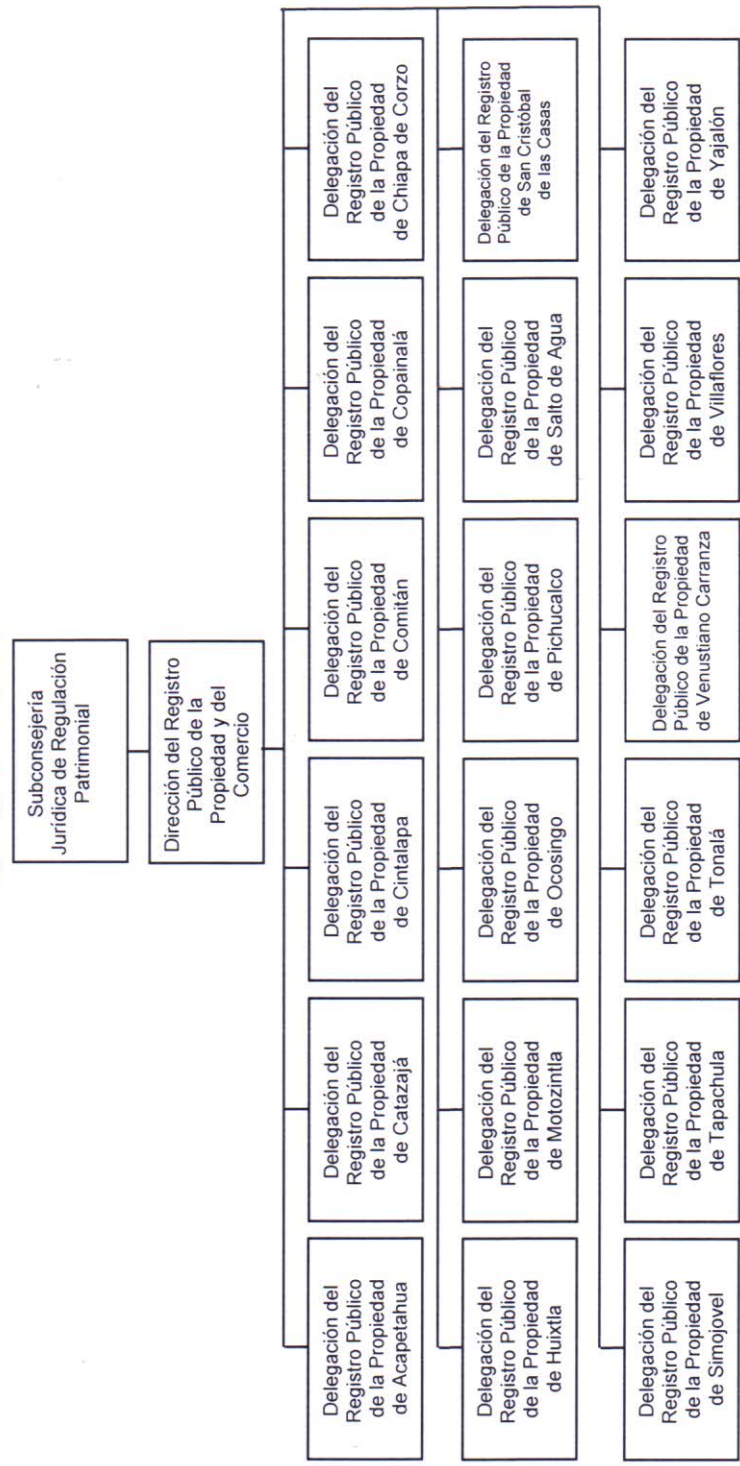 Subconsejería
Jurídica de Regulación
Patrimonial
Dirección del Registro
Público de la
Propiedad y del
Comercio
Delegación del
Registro Público
de la Propiedad
de Acapetahua
Delegación del
Registro Público
de la Propiedad
de Catazajá
Delegación del
Registro Público
de la Propiedad
de Cintalapa
Delegación del
Registro Público
de la Propiedad
de Comitán
Delegación del
Registro Público
de la Propiedad
de Copainalá
Delegación del
Registro Público
de la Propiedad
de Chiapa de Corzo
Delegación del
Registro Público
de la Propiedad
de Huixtla
Delegación del
Registro Público
de la Propiedad
de Motozintla
Delegación del
Registro Público
de la Propiedad
de Ocosingo
Delegación del
Registro Público
de la Propiedad
de Pichucalco
Delegación del
Registro Público
de la Propiedad
de Salto de Agua
Delegación del Registro
Público de la Propiedad
de San Cristóbal
de las Casas
Delegación del
Registro Público
de la Propiedad
de Simojovel
Delegación del
Registro Público
de la Propiedad
de Tapachula
Delegación del
Registro Público
de la Propiedad
de Tonalá
Delegación del Registro
Público de la Propiedad
de Venustiano Carranza
Delegación del
Registro Público
de la Propiedad
de Villaflores
Delegación del
Registro Público
de la Propiedad
de Yajalón